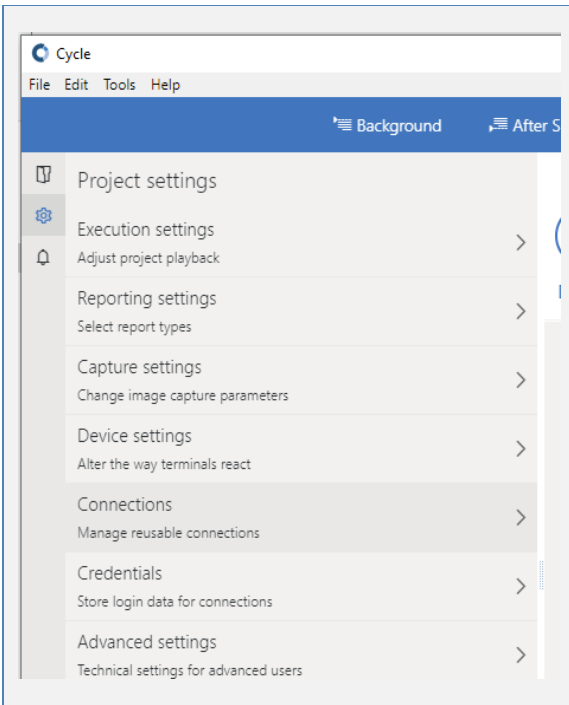 Cycle
File Edit Tools Help
Background After S
Project settings
Execution settings
Adjust project playback
Reporting settings
Select report types
Capture settings
Change image capture parameters
Device settings
Alter the way terminals react
Connections
Manage reusable connections
Credentials
Store login data for connections
Advanced settings
Technical settings for advanced users